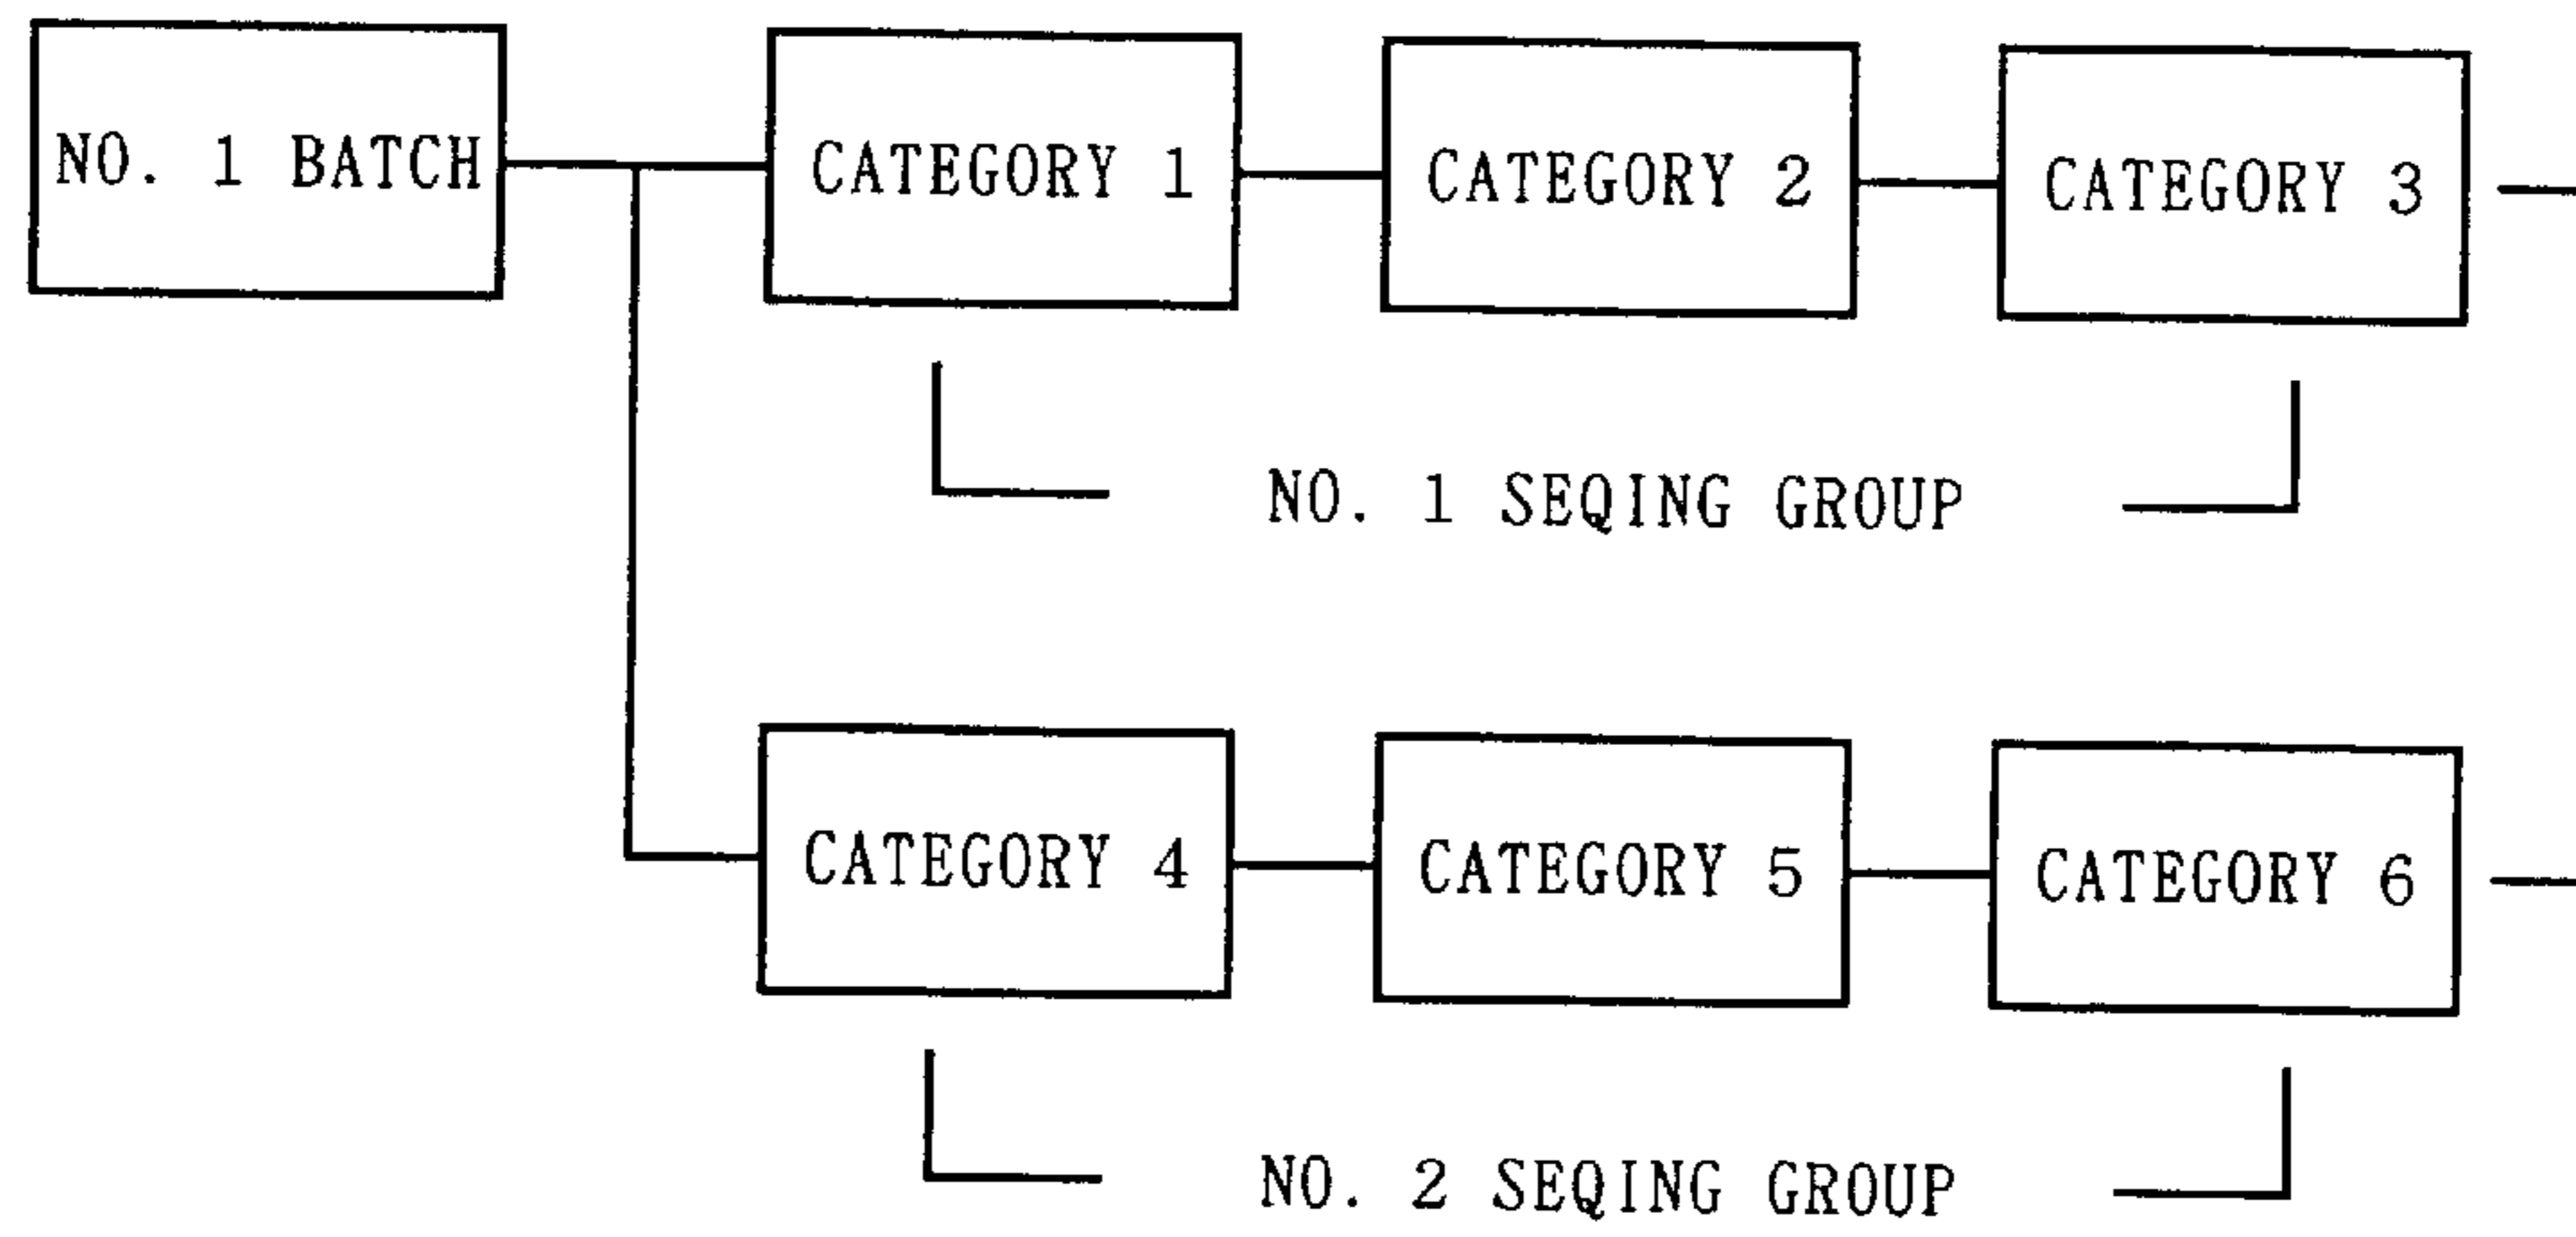 NO. 1 BATCH
CATEGORY 1
CATEGORY 2
CATEGORY 3
NO. 1 SEQING GROUP
CATEGORY 4
CATEGORY 5
CATEGORY 6
NO. 2 SEQING GROUP